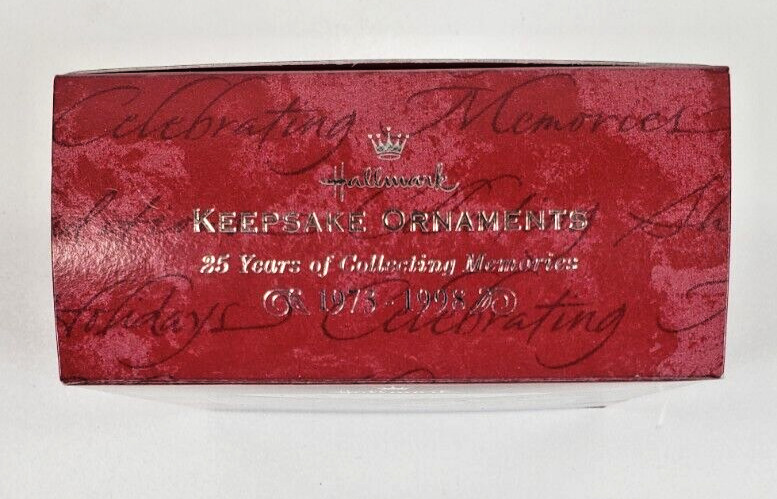 Celebrating Memories
Hallmark
KEEPSAKE ORNAMENTS
25 Years of Collecting Memories
1973-1998
Holidays Celebrating